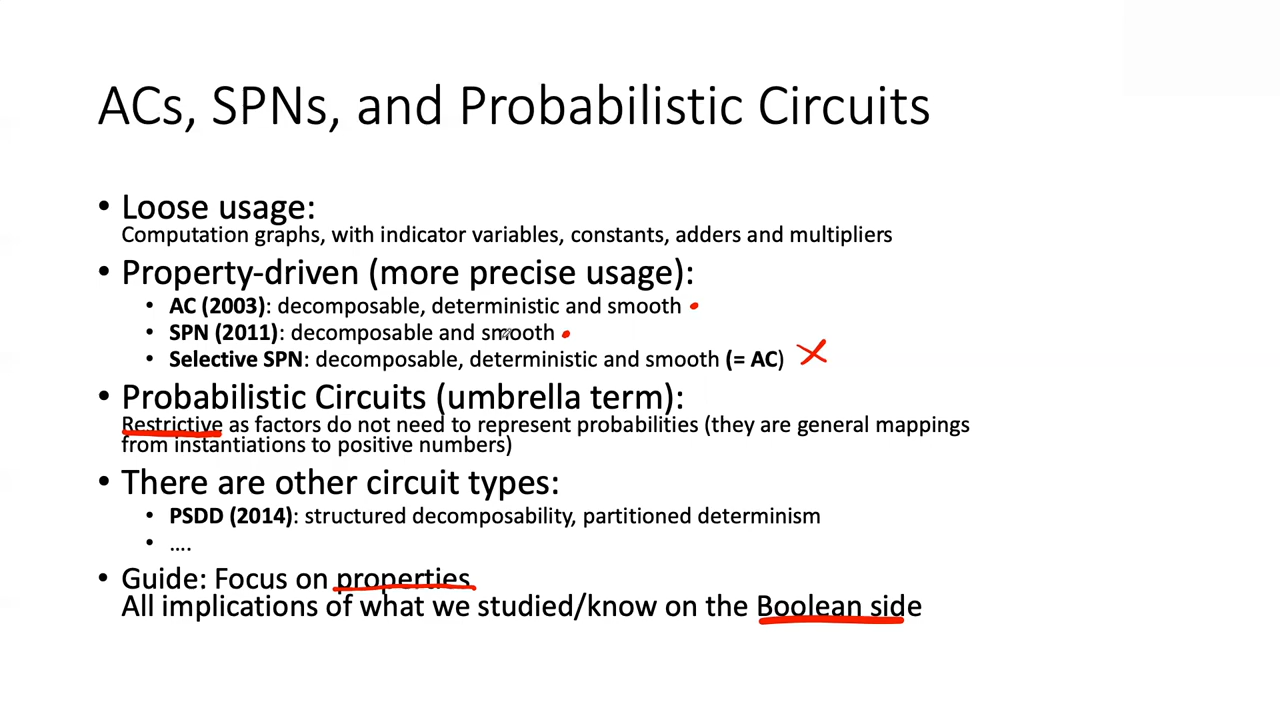 ACs, SPNs, and Probabilistic Circuits
• Loose usage:
Computation graphs, with indicator variables, constants, adders and multipliers
• Property-driven (more precise usage):
• AC (2003): decomposable, deterministic and smooth
• SPN (2011): decomposable and smooth
• Selective SPN: decomposable, deterministic and smooth (= AC)
• Probabilistic Circuits (umbrella term):
Restrictive as factors do not need to represent probabilities (they are general mappings
from instantiations to positive numbers)
• There are other circuit types:
• PSDD (2014): structured decomposability, partitioned determinism
• ....
• Guide: Focus on properties
All implications of what we studied/know on the Boolean side